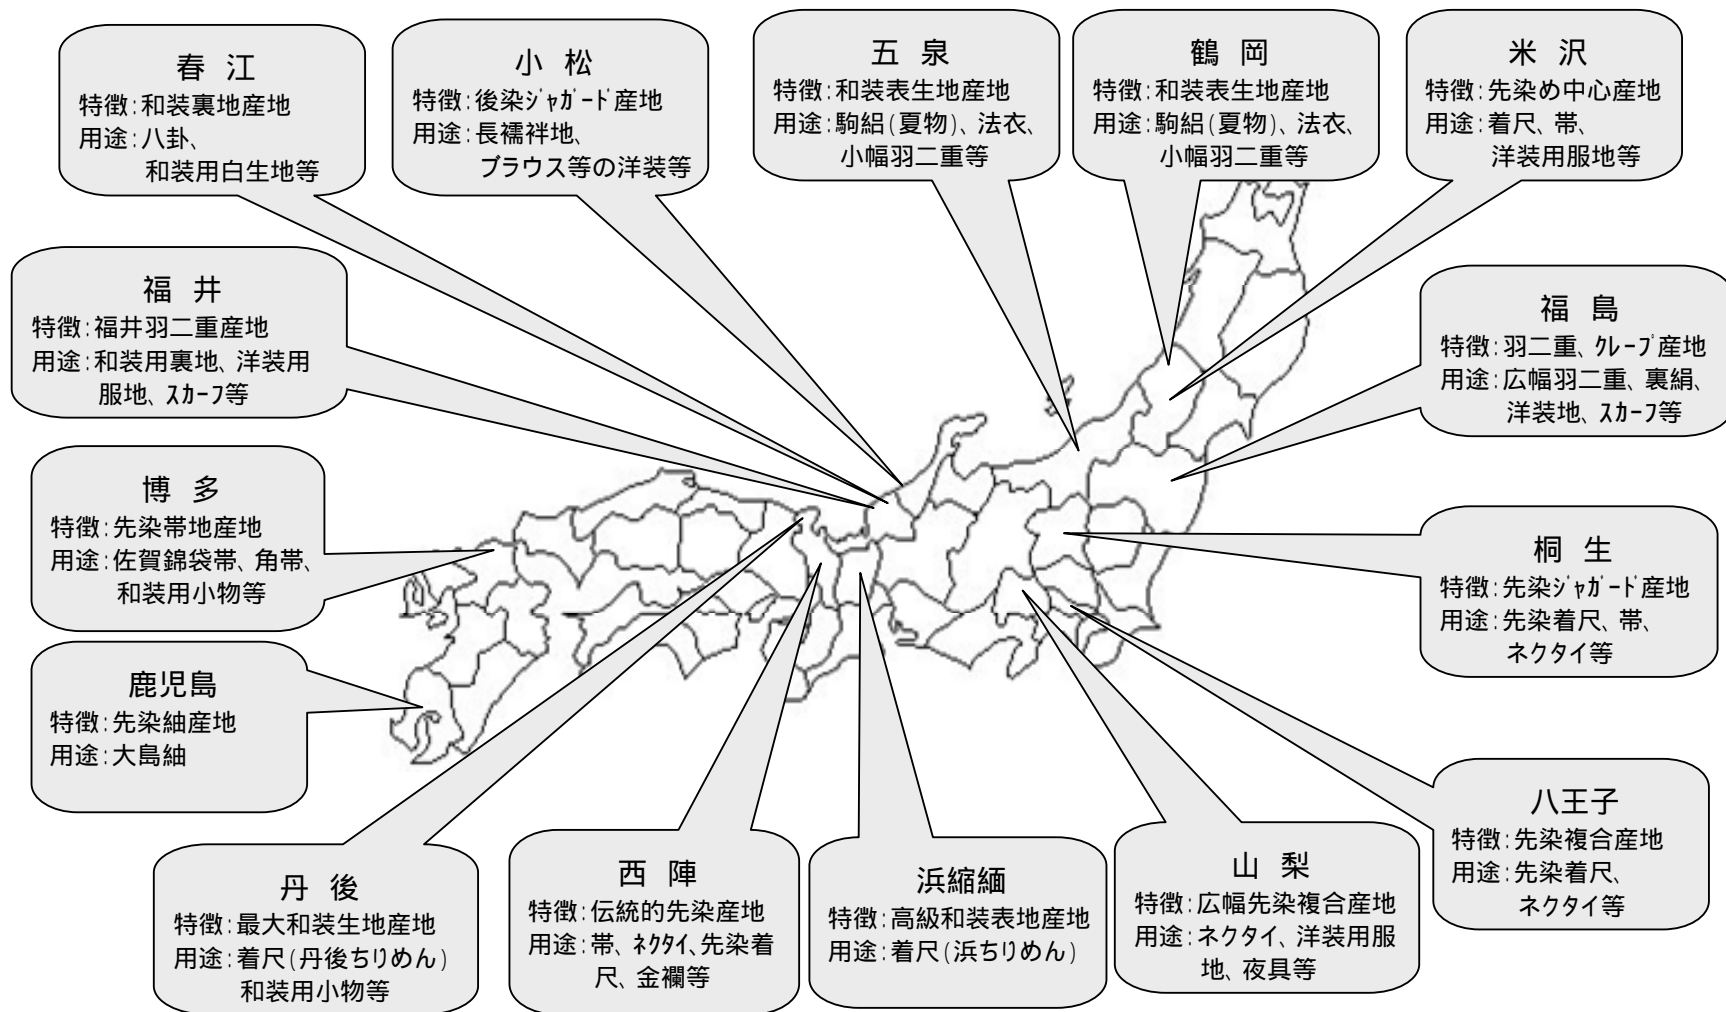 春 江
特徴:和装裏地産地
用途:八卦、
和装用白生地等
小 松
特徴:後染ｼﾞｬｶﾞｰﾄﾞ産地
用途:長襦袢地、
ブラウス等の洋装等
五 泉
特徴:和装表生地産地
用途:駒絽(夏物)、法衣、
小幅羽二重等
鶴 岡
特徴:和装表生地産地
用途:駒絽(夏物)、法衣、
小幅羽二重等
米 沢
特徴:先染め中心産地
用途:着尺、帯、
洋装用服地等
福 井
特徴:福井羽二重産地
用途:和装用裏地、洋装用
服地、ｽｶｰﾌ等
福 島
特徴:羽二重、ｸﾚｰﾌﾟ産地
用途:広幅羽二重、裏絹、
洋装地、ｽｶｰﾌ等
博 多
特徴:先染帯地産地
用途:佐賀錦袋帯、角帯、
和装用小物等
桐 生
特徴:先染ｼﾞｬｶﾞｰﾄﾞ産地
用途:先染着尺、帯、
ネクタイ等
鹿児島
特徴:先染紬産地
用途:大島紬
八王子
特徴:先染複合産地
用途:先染着尺、
ネクタイ等
丹 後
特徴:最大和装生地産地
用途:着尺(丹後ちりめん)
和装用小物等
西 陣
特徴:伝統的先染産地
用途:帯、ﾈｸﾀｲ、先染着
尺、金襴等
浜縮緬
特徴:高級和装表地産地
用途:着尺(浜ちりめん)
山 梨
特徴:広幅先染複合産地
用途:ネクタイ、洋装用服
地、夜具等